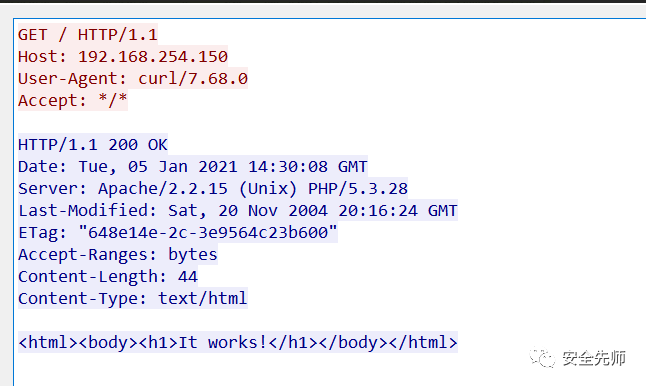 GET / HTTP/1.1
Host: 192.168.254.150
User-Agent: curl/7.68.0
Accept: */*
HTTP/1.1 200 OK
Date: Tue, 05 Jan 2021 14:30:08 GMT
Server: Apache/2.2.15 (Unix) PHP/5.3.28
Last-Modified: Sat, 20 Nov 2004 20:16:24 GMT
ETag: "648e14e-2c-3e9564c23b600"
Accept-Ranges: bytes
Content-Length: 44
Content-Type: text/html
<html><body><h1>It works!</h1></body></html>
安全先师